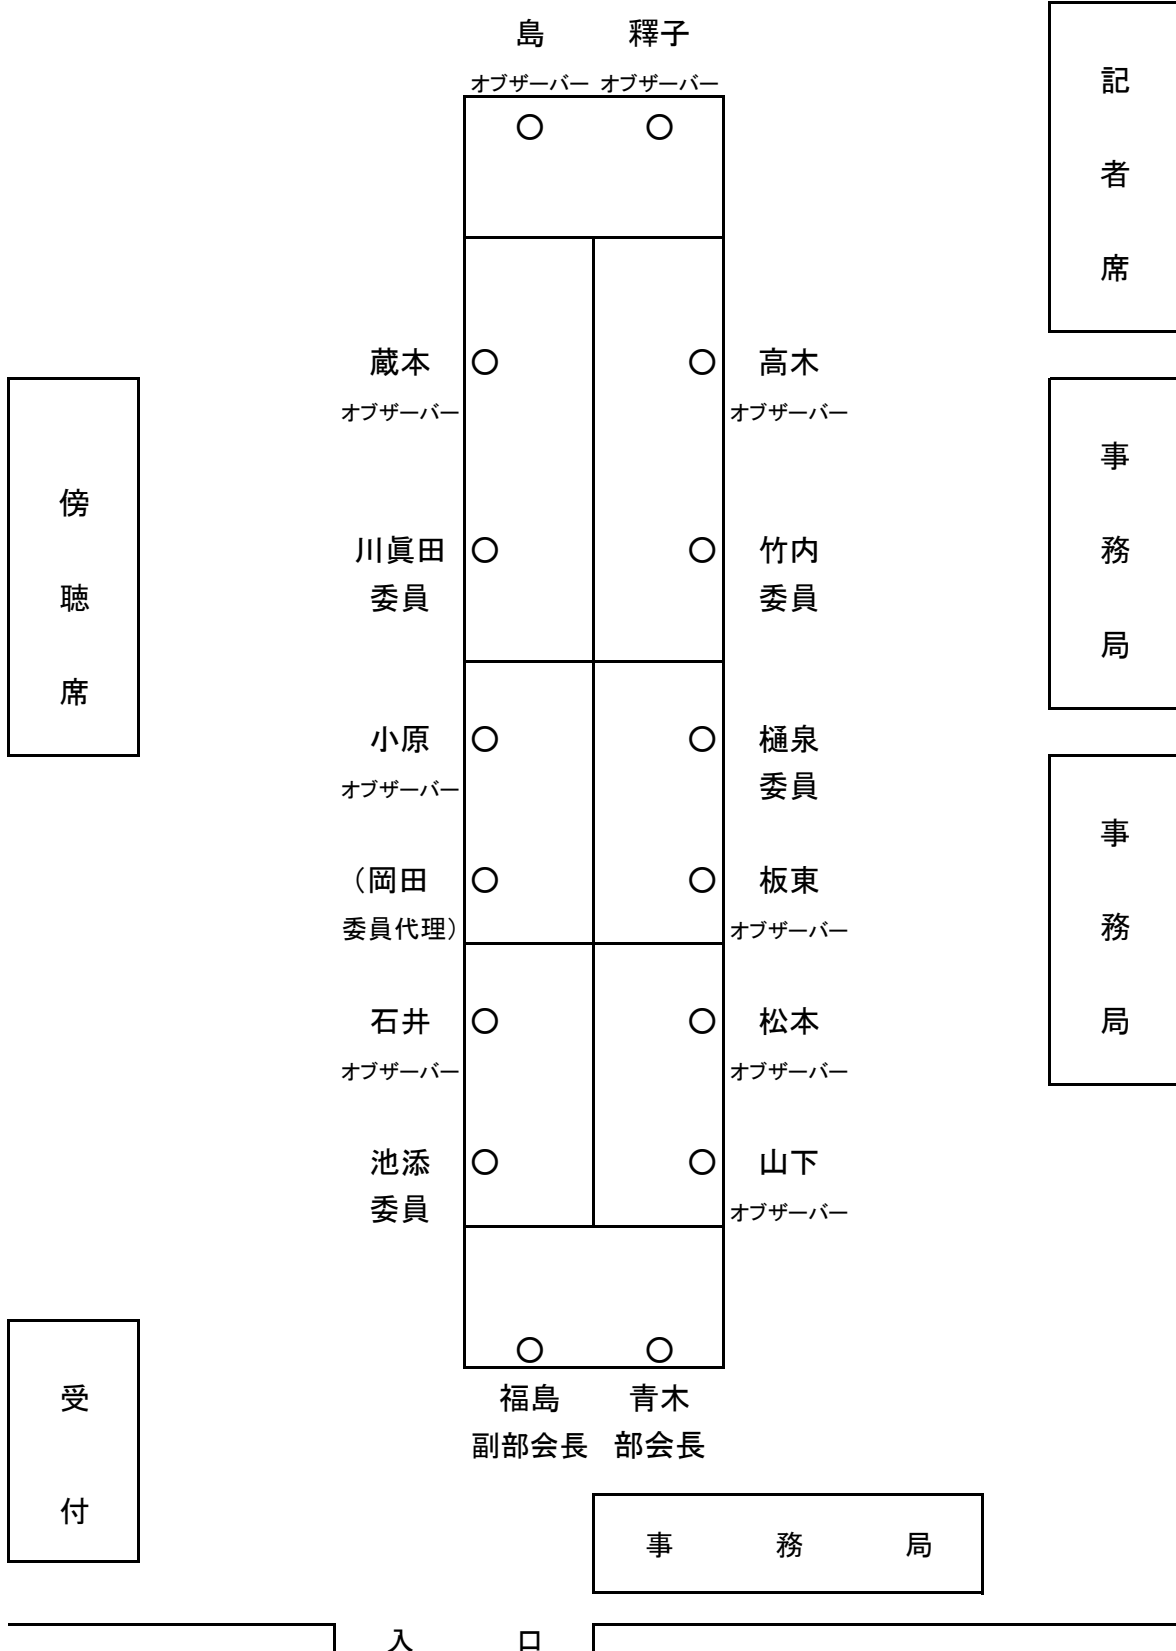 島 釋子
オブザーバー オブザーバー
記者席
蔵本 高木
オブザーバー オブザーバー
傍聴席
事務局
川眞田 竹内
委員 委員
小原 樋泉
オブザーバー 委員
事務局
（岡田 板東
委員代理） オブザーバー
石井 松本
オブザーバー オブザーバー
池添 山下
委員 オブザーバー
受付
福島 青木
副部会長 部会長
事務局
入口